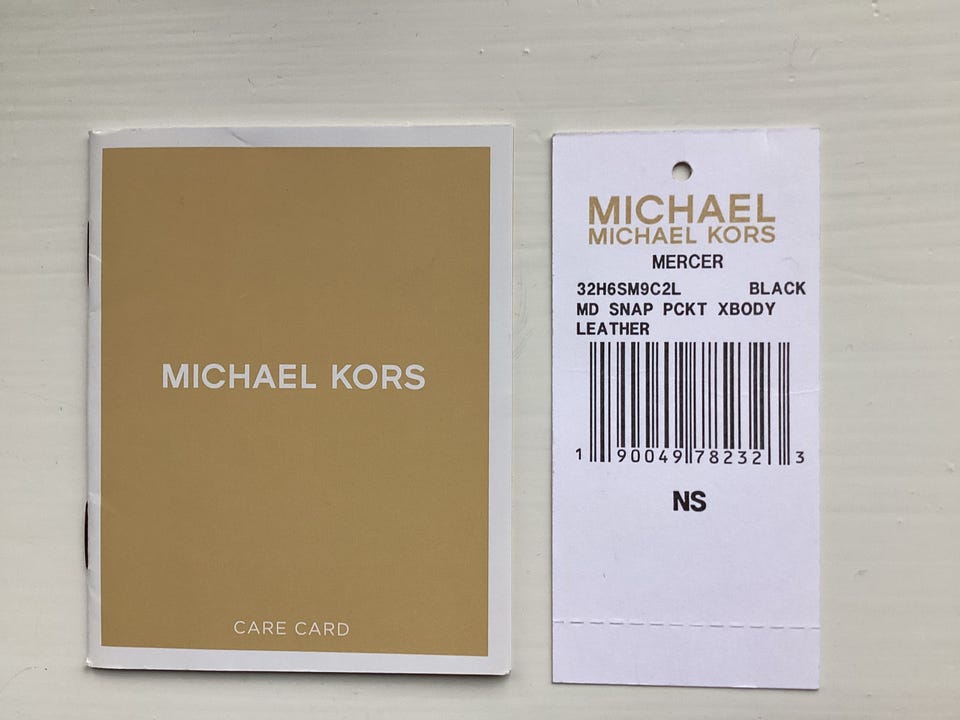 MICHAEL KORS
CARE CARD
MICHAEL
MICHAEL KORS
MERCER
32H6SM9C2L BLACK
MD SNAP PCKT XBODY
LEATHER
1 90049 78232 3
NS